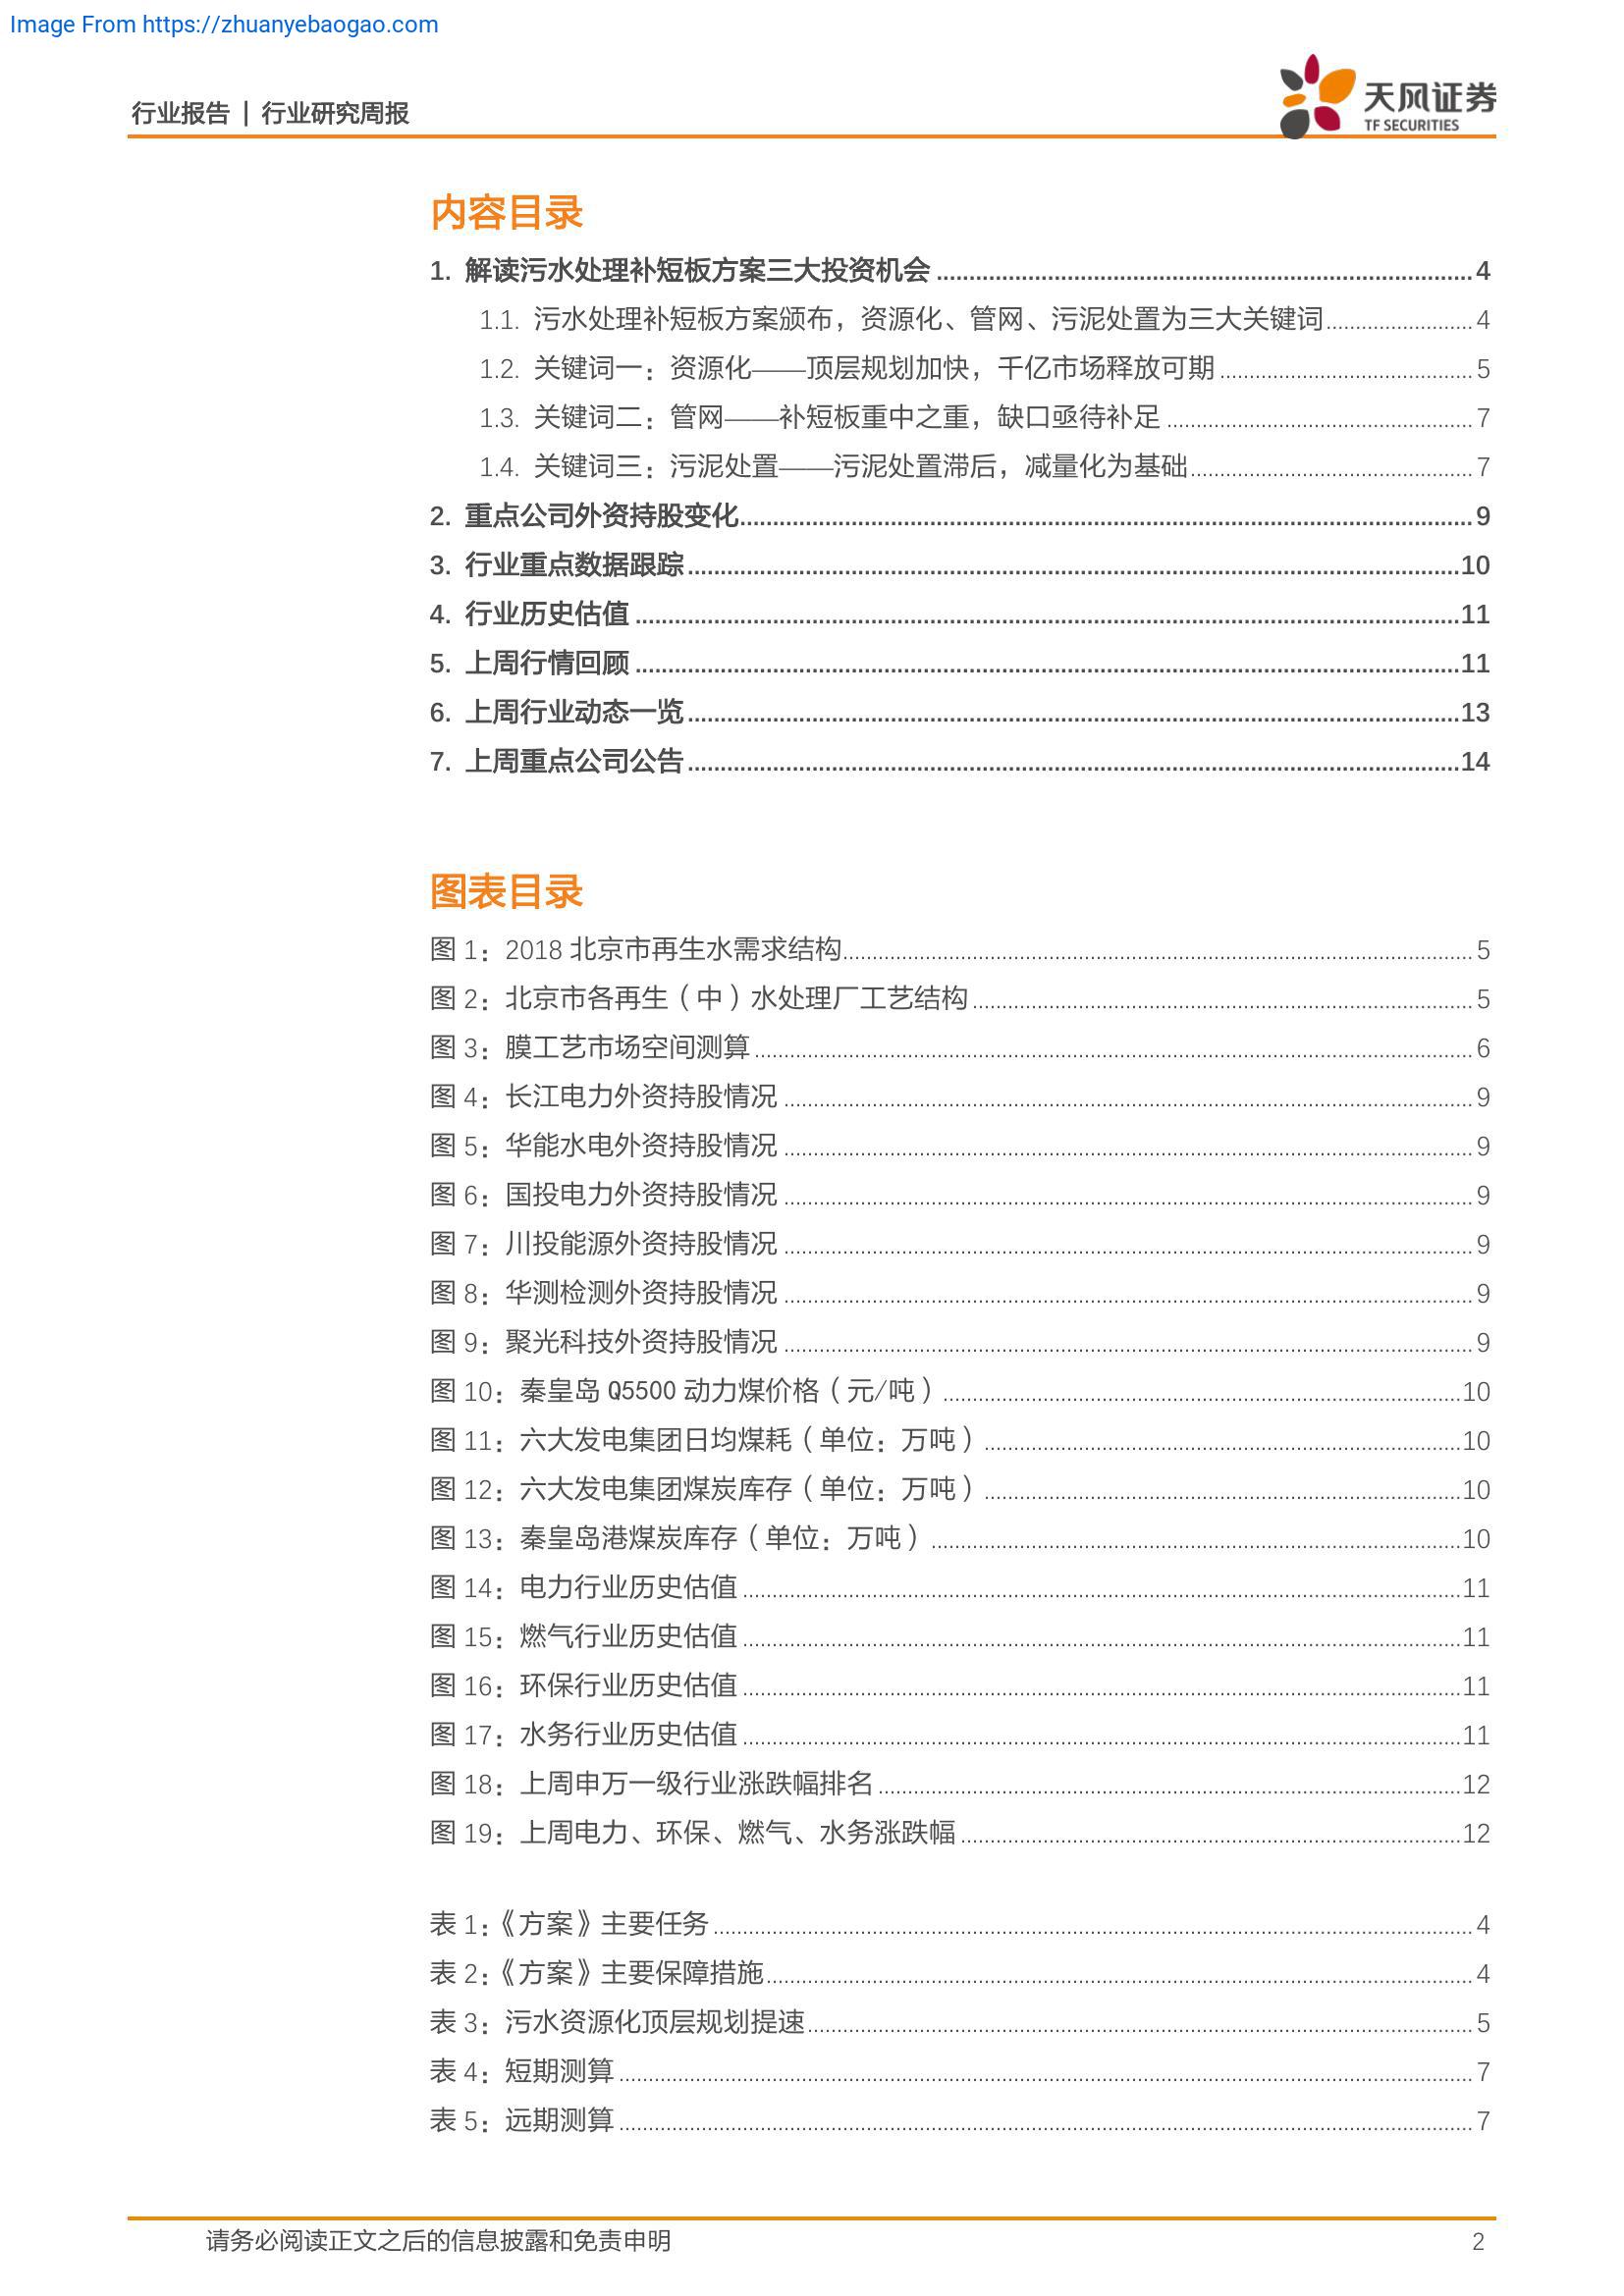 Image From https://zhuanyebaogao.com
行业报告 | 行业研究周报
天风证券
TF SECURITIES
内容目录
1. 解读污水处理补短板方案三大投资机会 4
1.1. 污水处理补短板方案颁布，资源化、管网、污泥处置为三大关键词 4
1.2. 关键词一：资源化——顶层规划加快，千亿市场释放可期 5
1.3. 关键词二：管网——补短板重中之重，缺口亟待补足 7
1.4. 关键词三：污泥处置——污泥处置滞后，减量化为基础 7
2. 重点公司外资持股变化 9
3. 行业重点数据跟踪 10
4. 行业历史估值 11
5. 上周行情回顾 11
6. 上周行业动态一览 13
7. 上周重点公司公告 14
图表目录
图 1：2018 北京市再生水需求结构 5
图 2：北京市各再生（中）水处理厂工艺结构 5
图 3：膜工艺市场空间测算 6
图 4：长江电力外资持股情况 9
图 5：华能水电外资持股情况 9
图 6：国投电力外资持股情况 9
图 7：川投能源外资持股情况 9
图 8：华测检测外资持股情况 9
图 9：聚光科技外资持股情况 9
图 10：秦皇岛 Q5500 动力煤价格（元/吨） 10
图 11：六大发电集团日均煤耗（单位：万吨） 10
图 12：六大发电集团煤炭库存（单位：万吨） 10
图 13：秦皇岛港煤炭库存（单位：万吨） 10
图 14：电力行业历史估值 11
图 15：燃气行业历史估值 11
图 16：环保行业历史估值 11
图 17：水务行业历史估值 11
图 18：上周申万一级行业涨跌幅排名 12
图 19：上周电力、环保、燃气、水务涨跌幅 12
表 1：《方案》主要任务 4
表 2：《方案》主要保障措施 4
表 3：污水资源化顶层规划提速 5
表 4：短期测算 7
表 5：远期测算 7
请务必阅读正文之后的信息披露和免责申明 2